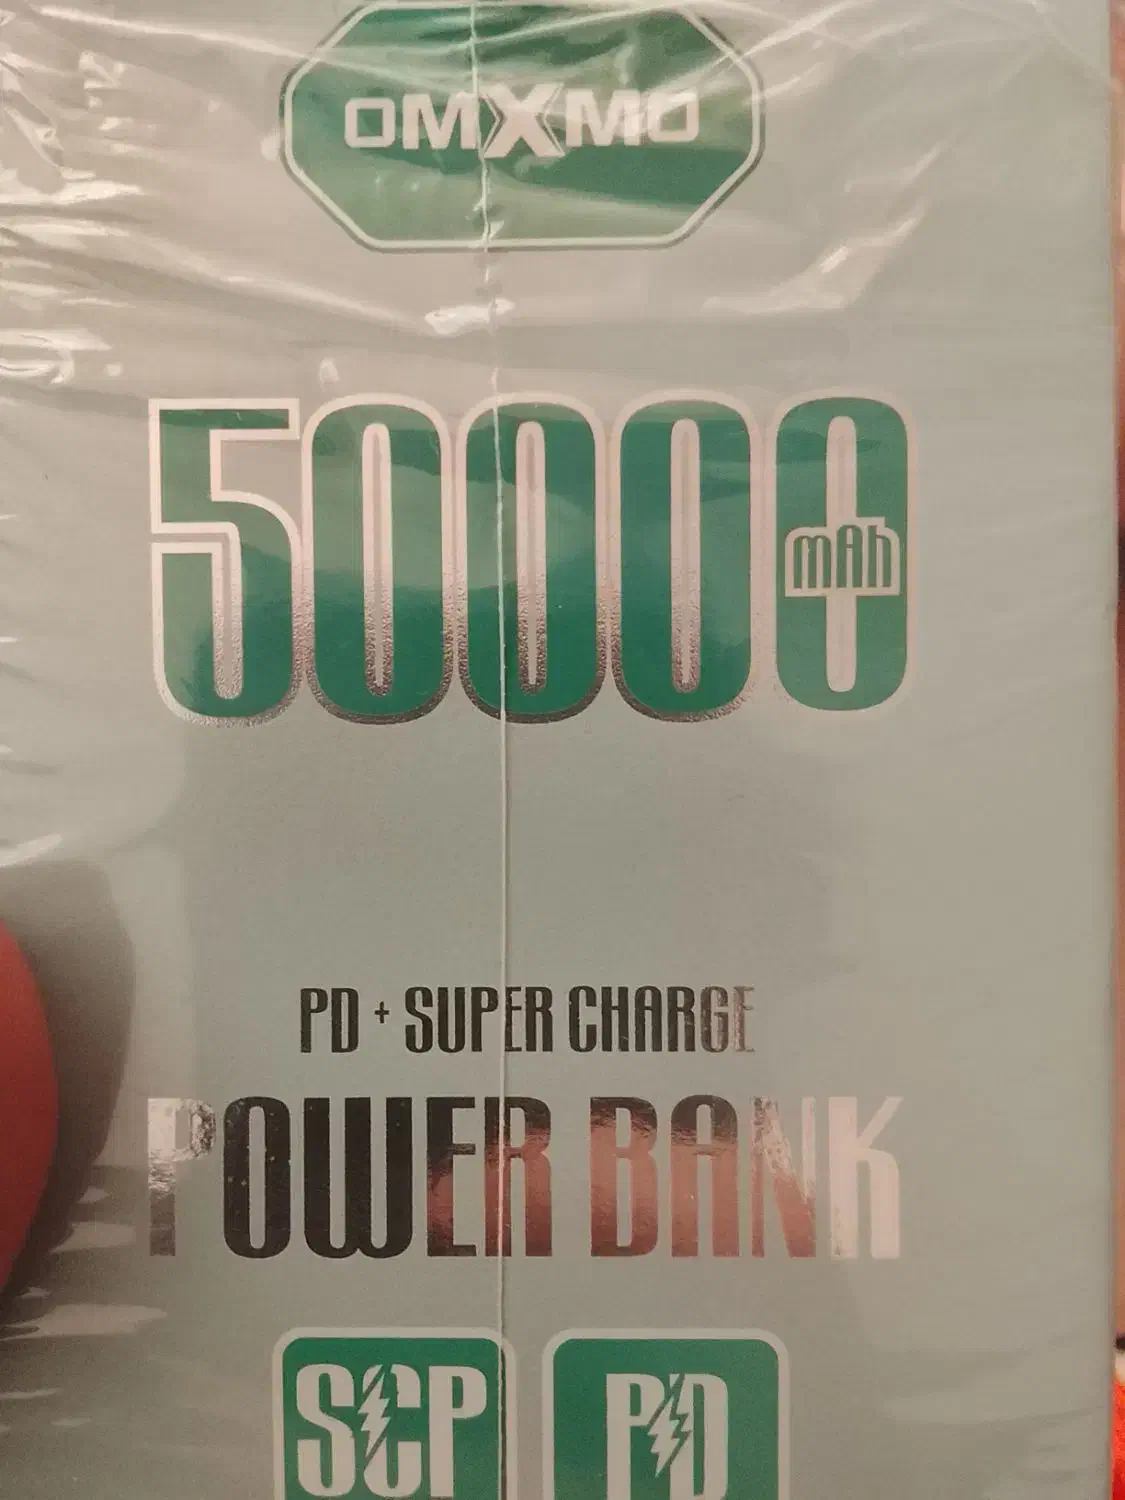 OMXMO
50000
mAh
PD + SUPER CHARGE
POWER BANK
SCP PD